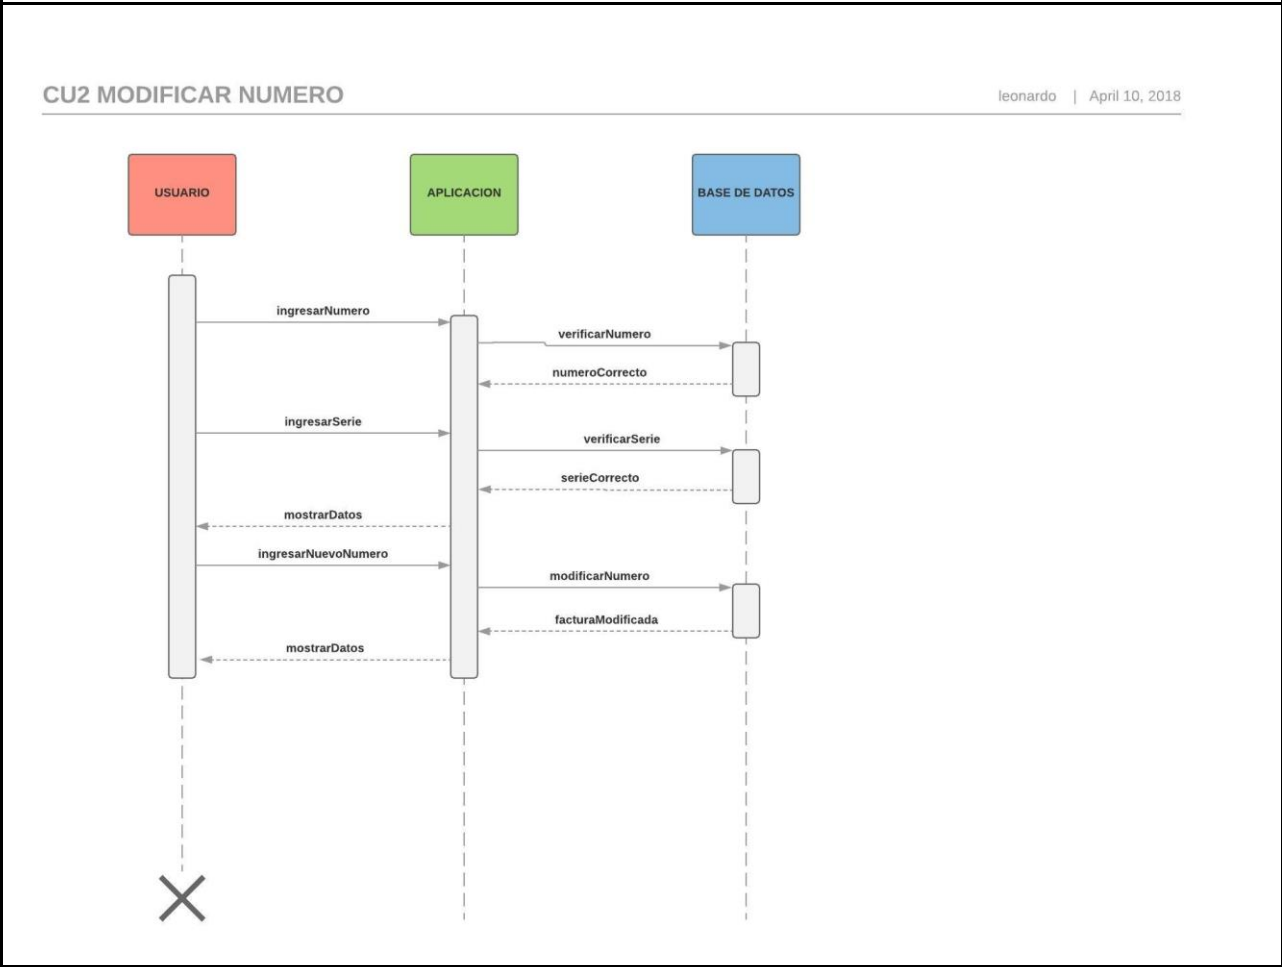 CU2 MODIFICAR NUMERO
leonardo | April 10, 2018
USUARIO
APLICACION
BASE DE DATOS
ingresarNumero
verificarNumero
numeroCorrecto
ingresarSerie
verificarSerie
serieCorrecto
mostrarDatos
ingresarNuevoNumero
modificarNumero
facturaModificada
mostrarDatos